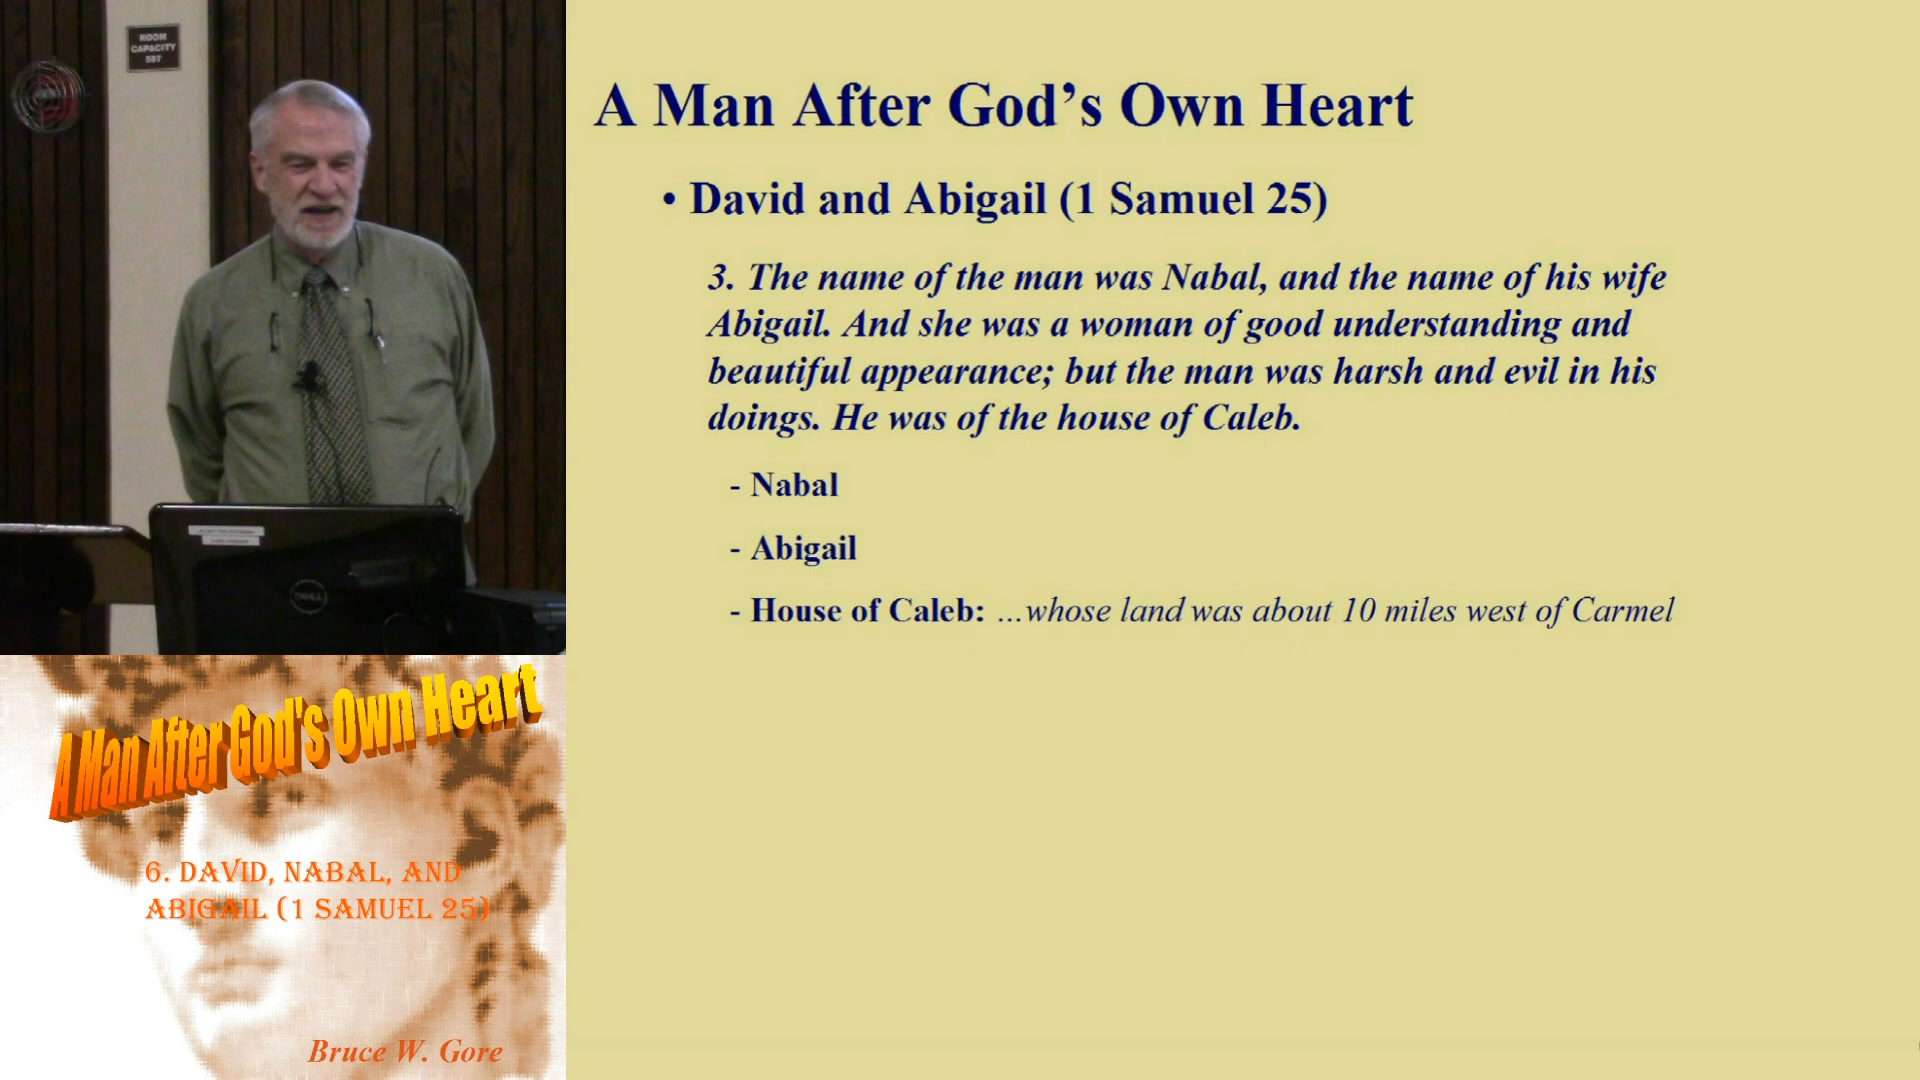 ROOM
CAPACITY
597
A Man After God’s Own Heart
• David and Abigail (1 Samuel 25)
3. The name of the man was Nabal, and the name of his wife
Abigail. And she was a woman of good understanding and
beautiful appearance; but the man was harsh and evil in his
doings. He was of the house of Caleb.
- Nabal
- Abigail
- House of Caleb: ...whose land was about 10 miles west of Carmel
DELL
A Man After God's Own Heart
6. David, Nabal, and
Abigail (1 Samuel 25)
Bruce W. Gore